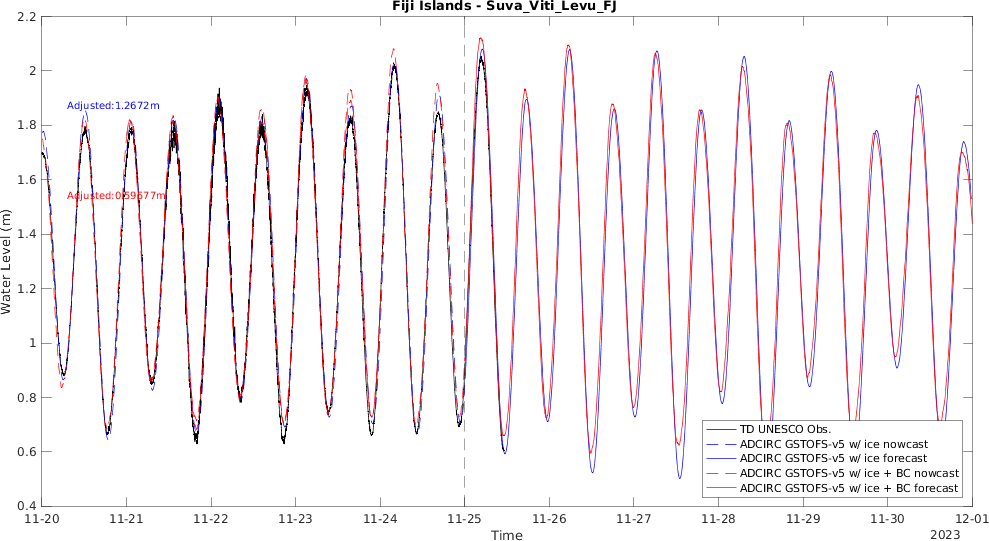 Fiji Islands - Suva_Viti_Levu_FJ
2.2
2
1.8
1.6
1.4
1.2
1
0.8
0.6
0.4
Water Level (m)
Adjusted:1.2672m
Adjusted:0.59677m
TD UNESCO Obs.
ADCIRC GSTOFS-v5 w/ ice nowcast
ADCIRC GSTOFS-v5 w/ ice forecast
ADCIRC GSTOFS-v5 w/ ice + BC nowcast
ADCIRC GSTOFS-v5 w/ ice + BC forecast
11-20 11-21 11-22 11-23 11-24 11-25 11-26 11-27 11-28 11-29 11-30 12-01
Time
2023